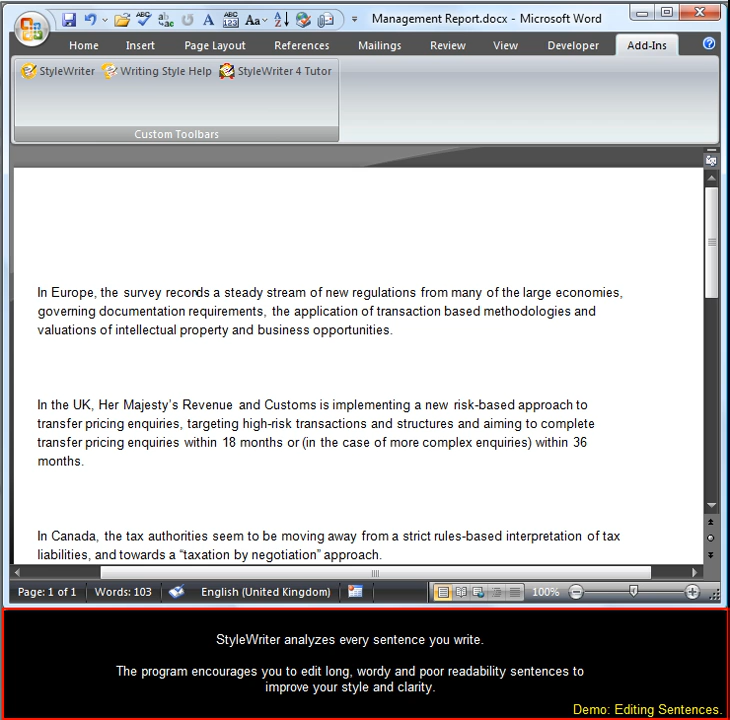 Management Report.docx - Microsoft Word
Home Insert Page Layout References Mailings Review View Developer Add-Ins
StyleWriter Writing Style Help StyleWriter 4 Tutor
Custom Toolbars
In Europe, the survey records a steady stream of new regulations from many of the large economies,
governing documentation requirements, the application of transaction based methodologies and
valuations of intellectual property and business opportunities.
In the UK, Her Majesty's Revenue and Customs is implementing a new risk-based approach to
transfer pricing enquiries, targeting high-risk transactions and structures and aiming to complete
transfer pricing enquiries within 18 months or (in the case of more complex enquiries) within 36
months.
In Canada, the tax authorities seem to be moving away from a strict rules-based interpretation of tax
liabilities, and towards a “taxation by negotiation” approach.
Page: 1 of 1 Words: 103 English (United Kingdom) 100%
StyleWriter analyzes every sentence you write.
The program encourages you to edit long, wordy and poor readability sentences to
improve your style and clarity.
Demo: Editing Sentences.